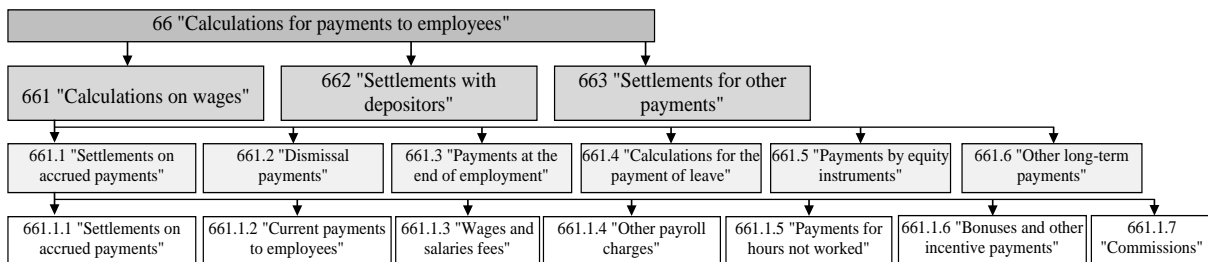 66 "Calculations for payments to employees"
661 "Calculations on wages"
662 "Settlements with
depositors"
663 "Settlements for other
payments"
661.1 "Settlements on
accrued payments"
661.2 "Dismissal
payments"
661.3 "Payments at the
end of employment"
661.4 "Calculations for the
payment of leave"
661.5 "Payments by equity
instruments"
661.6 "Other long-term
payments"
661.1.1 "Settlements on
accrued payments"
661.1.2 "Current payments
to employees"
661.1.3 "Wages and
salaries fees"
661.1.4 "Other payroll
charges"
661.1.5 "Payments for
hours not worked"
661.1.6 "Bonuses and other
incentive payments"
661.1.7
"Commissions"